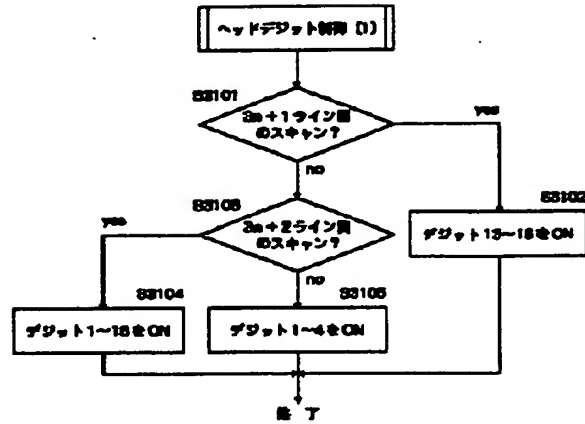 ヘッドデジット制御 (1)
S3101
3n+1ライン目
のスキャン?
yes
no
S3103
3n+2ライン目
のスキャン?
yes
no
S3102
デジット13~16をON
S3104
デジット1~16をON
S3105
デジット1~4をON
終 了